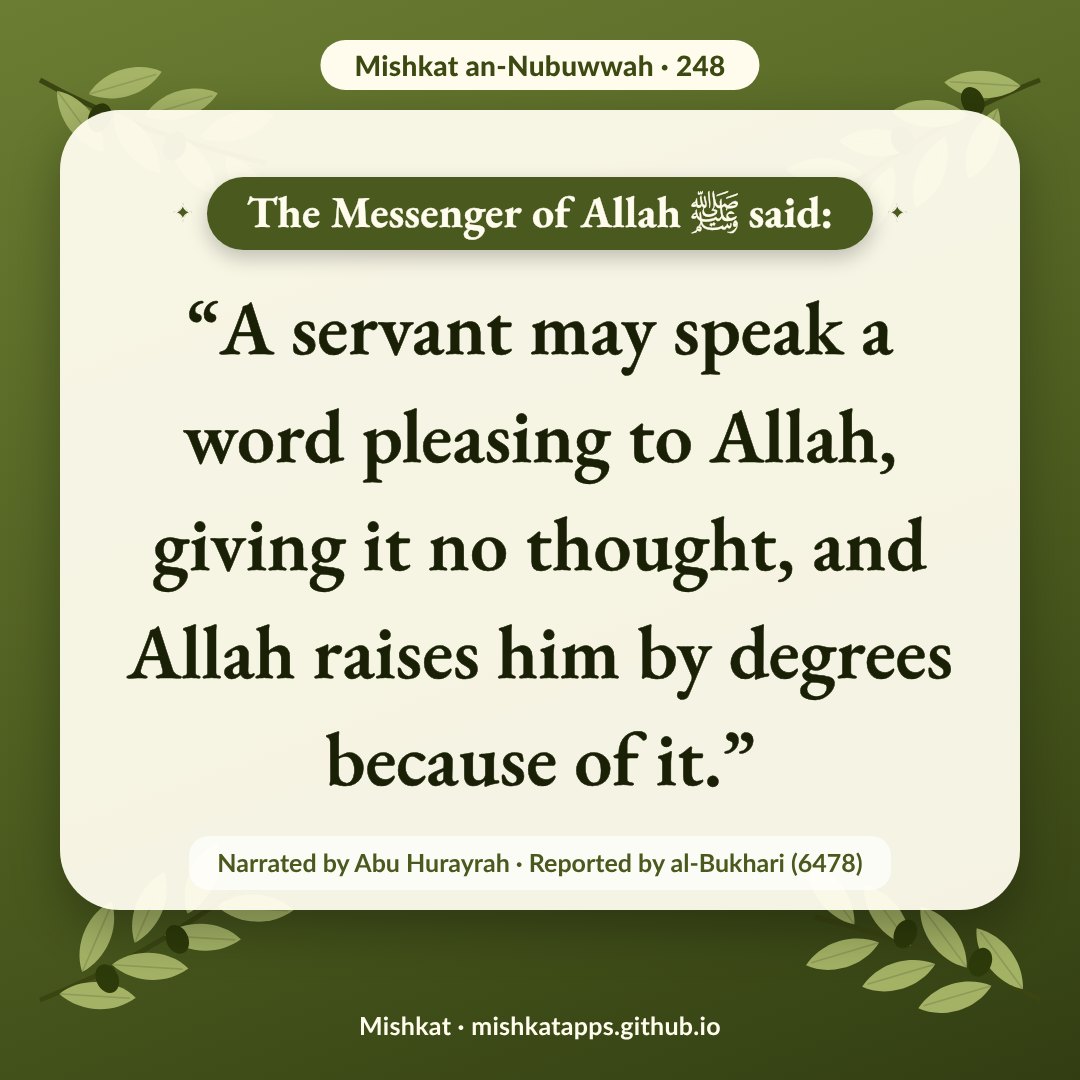 Mishkat an-Nubuwwah · 248
The Messenger of Allah ﷺ said:
“A servant may speak a
word pleasing to Allah,
giving it no thought, and
Allah raises him by degrees
because of it.”
Narrated by Abu Hurayrah · Reported by al-Bukhari (6478)
Mishkat · mishkatapps.github.io